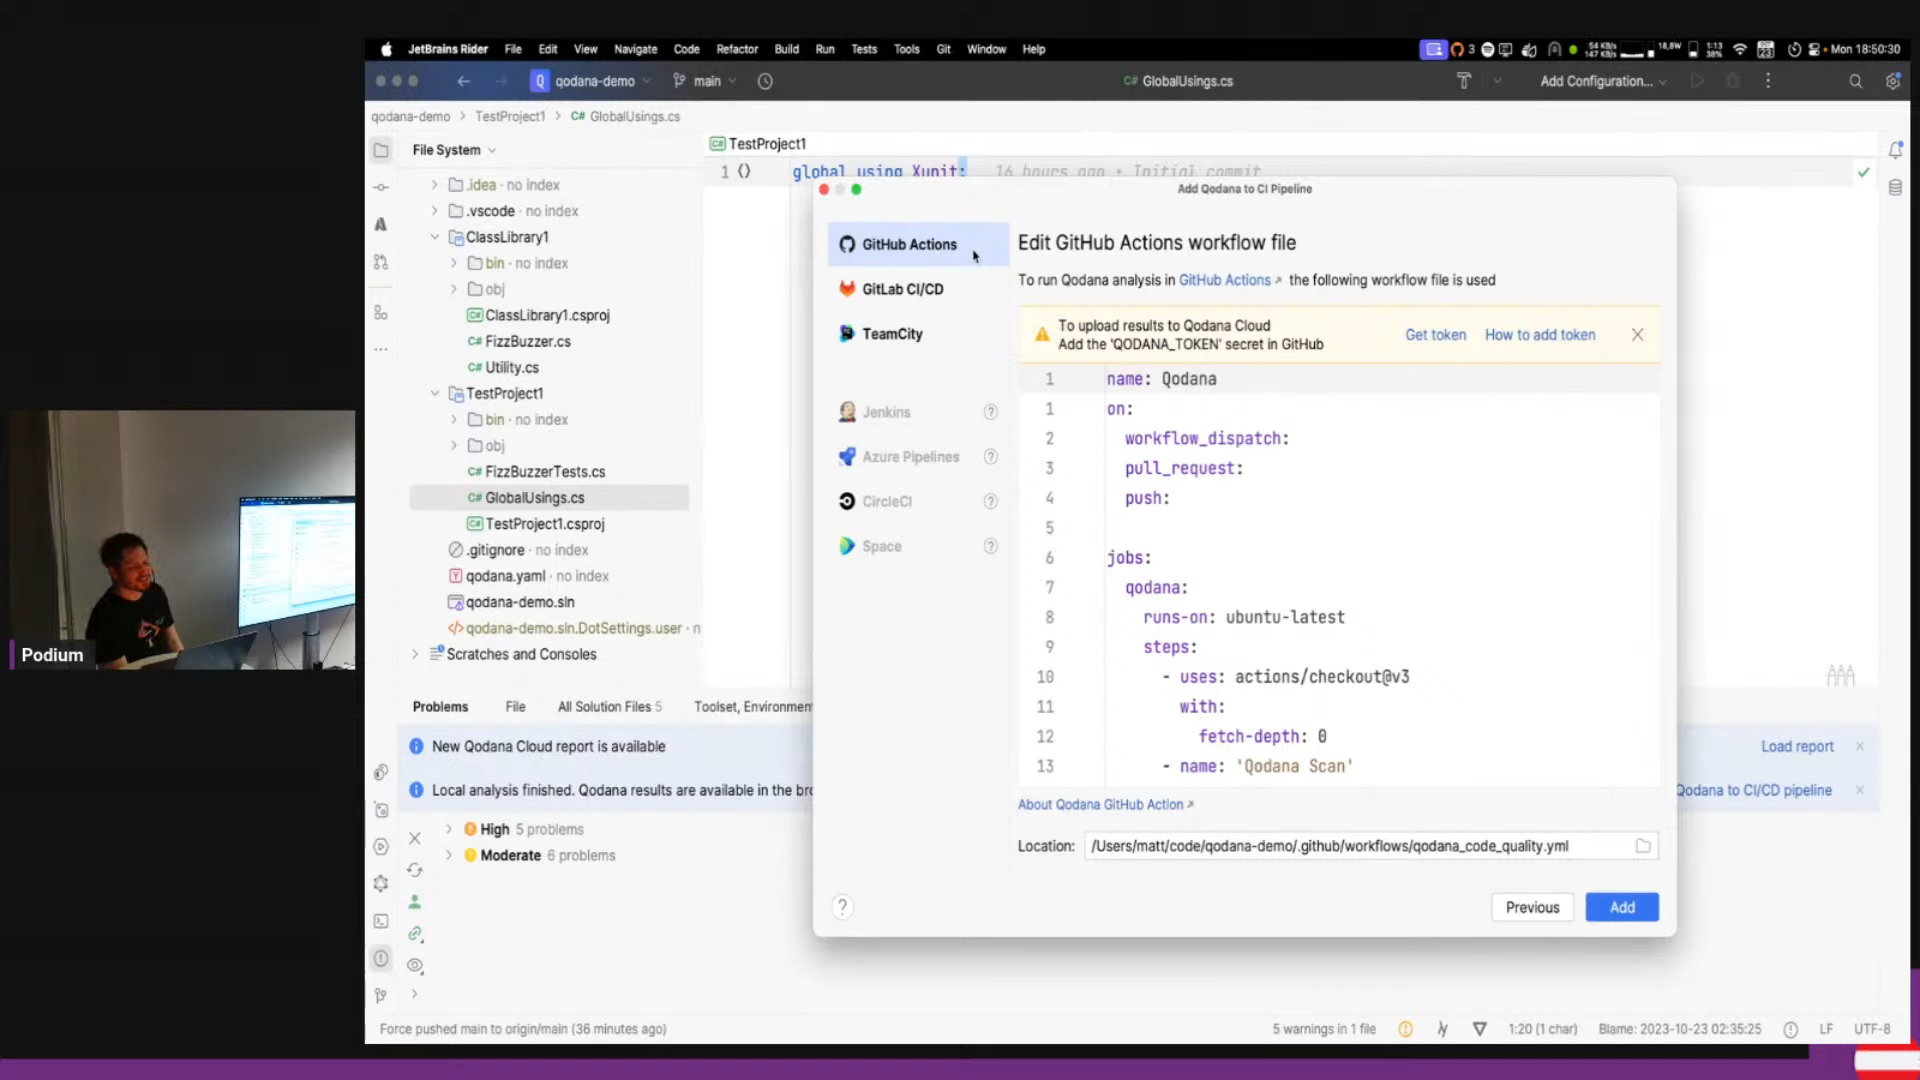 JetBrains Rider File Edit View Navigate Code Refactor Build Run Tests Tools Git Window Help
3 54 KB/s 147 KB/s 18,8W 1:13 38% 23 Mon 18:50:30
Q qodana-demo main C# GlobalUsings.cs Add Configuration...
qodana-demo > TestProject1 > C# GlobalUsings.cs
File System
.idea · no index
.vscode · no index
ClassLibrary1
bin · no index
obj
ClassLibrary1.csproj
C# FizzBuzzer.cs
C# Utility.cs
TestProject1
bin · no index
obj
C# FizzBuzzerTests.cs
C# GlobalUsings.cs
TestProject1.csproj
.gitignore · no index
qodana.yaml · no index
qodana-demo.sln
qodana-demo.sln.DotSettings.user · n
Scratches and Consoles
C# TestProject1
1 {} global using Xunit; 16 hours ago • Initial commit
Add Qodana to CI Pipeline
GitHub Actions
GitLab CI/CD
TeamCity
Jenkins ?
Azure Pipelines ?
CircleCI ?
Space ?
Edit GitHub Actions workflow file
To run Qodana analysis in GitHub Actions ↗ the following workflow file is used
To upload results to Qodana Cloud
Add the 'QODANA_TOKEN' secret in GitHub
Get token How to add token
1 name: Qodana
1 on:
2 workflow_dispatch:
3 pull_request:
4 push:
5
6 jobs:
7 qodana:
8 runs-on: ubuntu-latest
9 steps:
10 - uses: actions/checkout@v3
11 with:
12 fetch-depth: 0
13 - name: 'Qodana Scan'
About Qodana GitHub Action ↗
Location: /Users/matt/code/qodana-demo/.github/workflows/qodana_code_quality.yml
? Previous Add
Problems File All Solution Files 5 Toolset, Environmen
New Qodana Cloud report is available Load report
Local analysis finished. Qodana results are available in the bro Qodana to CI/CD pipeline
High 5 problems
Moderate 6 problems
Force pushed main to origin/main (36 minutes ago) 5 warnings in 1 file 1:20 (1 char) Blame: 2023-10-23 02:35:25 LF UTF-8
Podium